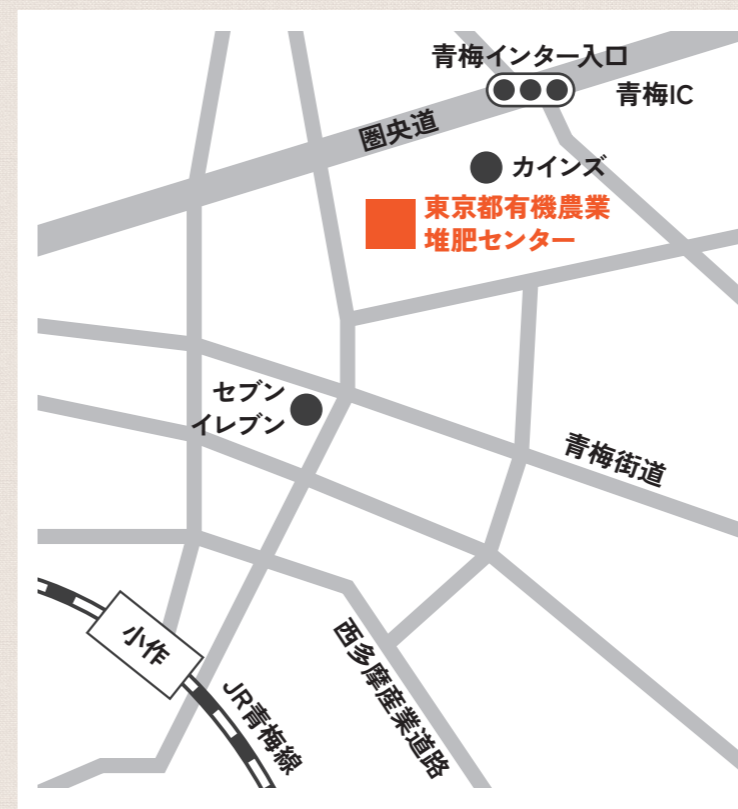 青梅インター入口
青梅IC
圏央道
カインズ
東京都有機農業
堆肥センター
セブン
イレブン
青梅街道
小作
西多摩産業道路
JR青梅線